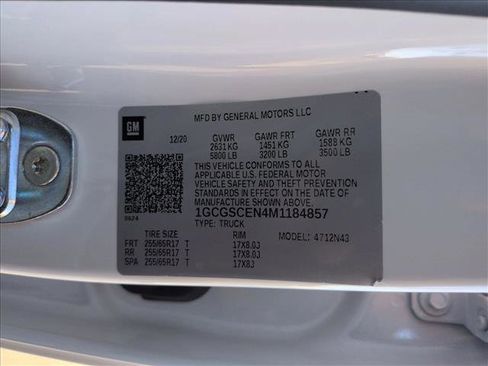 MFD BY GENERAL MOTORS LLC
GM
12/20 GVWR GAWR FRT GAWR RR
2631 KG 1451 KG 1588 KG
5800 LB 3200 LB 3500 LB
THIS VEHICLE CONFORMS TO ALL
APPLICABLE U.S. FEDERAL MOTOR
VEHICLE SAFETY STANDARDS IN
EFFECT ON THE DATE OF
MANUFACTURE SHOWN ABOVE.
1GCGSCEN4M1184857
TYPE: TRUCK
TIRE SIZE RIM MODEL: 4712N43
FRT 255/65R17 T 17X8.0J
RR 255/65R17 T 17X8.0J
SPA 255/65R17 T 17X8J